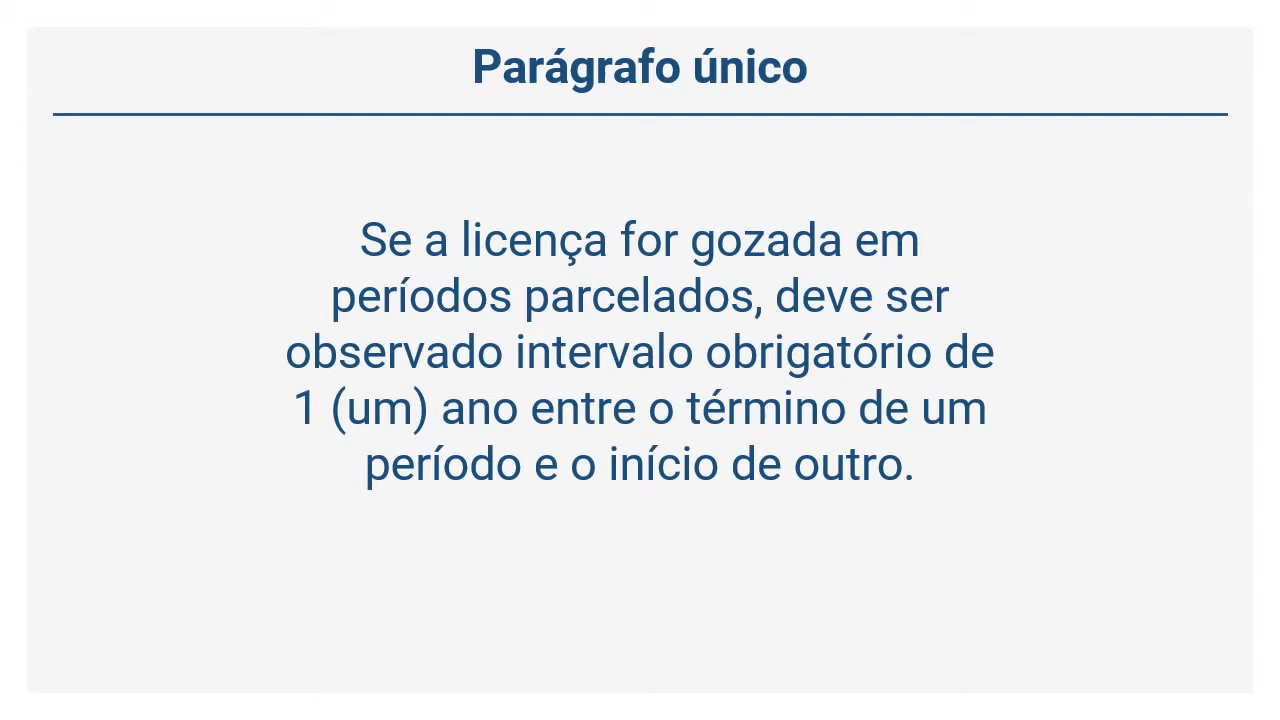 Parágrafo único
Se a licença for gozada em
períodos parcelados, deve ser
observado intervalo obrigatório de
1 (um) ano entre o término de um
período e o início de outro.